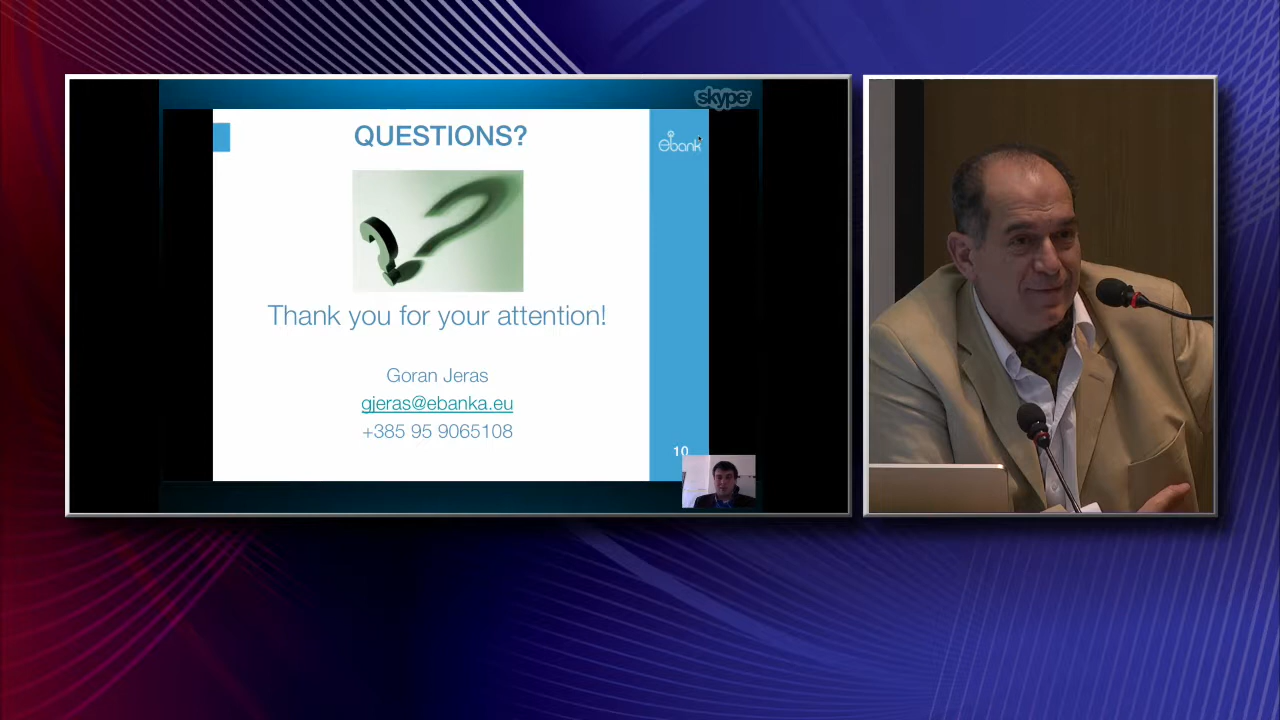 skype
QUESTIONS?
ebank
Thank you for your attention!
Goran Jeras
gjeras@ebanka.eu
+385 95 9065108
10